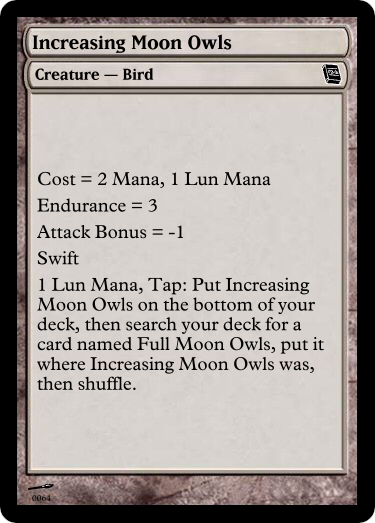 Increasing Moon Owls
Creature — Bird
Cost = 2 Mana, 1 Lun Mana
Endurance = 3
Attack Bonus = -1
Swift
1 Lun Mana, Tap: Put Increasing
Moon Owls on the bottom of your
deck, then search your deck for a
card named Full Moon Owls, put it
where Increasing Moon Owls was,
then shuffle.
0064